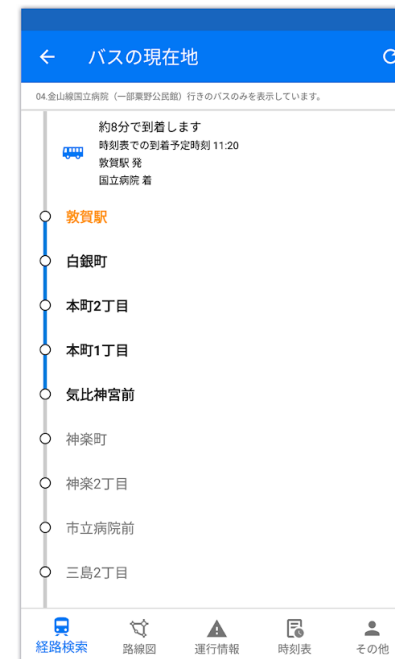 バスの現在地
04.金山線国立病院（一部粟野公民館）行きのバスのみを表示しています。
約8分で到着します
時刻表での到着予定時刻 11:20
敦賀駅 発
国立病院 着
敦賀駅
白銀町
本町2丁目
本町1丁目
気比神宮前
神楽町
神楽2丁目
市立病院前
三島2丁目
経路検索 路線図 運行情報 時刻表 その他